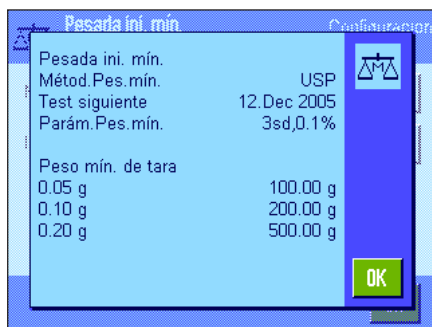 Pesada ini. mín.
Configuracion
Pesada ini. mín.
Métod.Pes.mín. USP
Test siguiente 12.Dec 2005
Parám.Pes.mín. 3sd,0.1%
Peso mín. de tara
0.05 g 100.00 g
0.10 g 200.00 g
0.20 g 500.00 g
OK